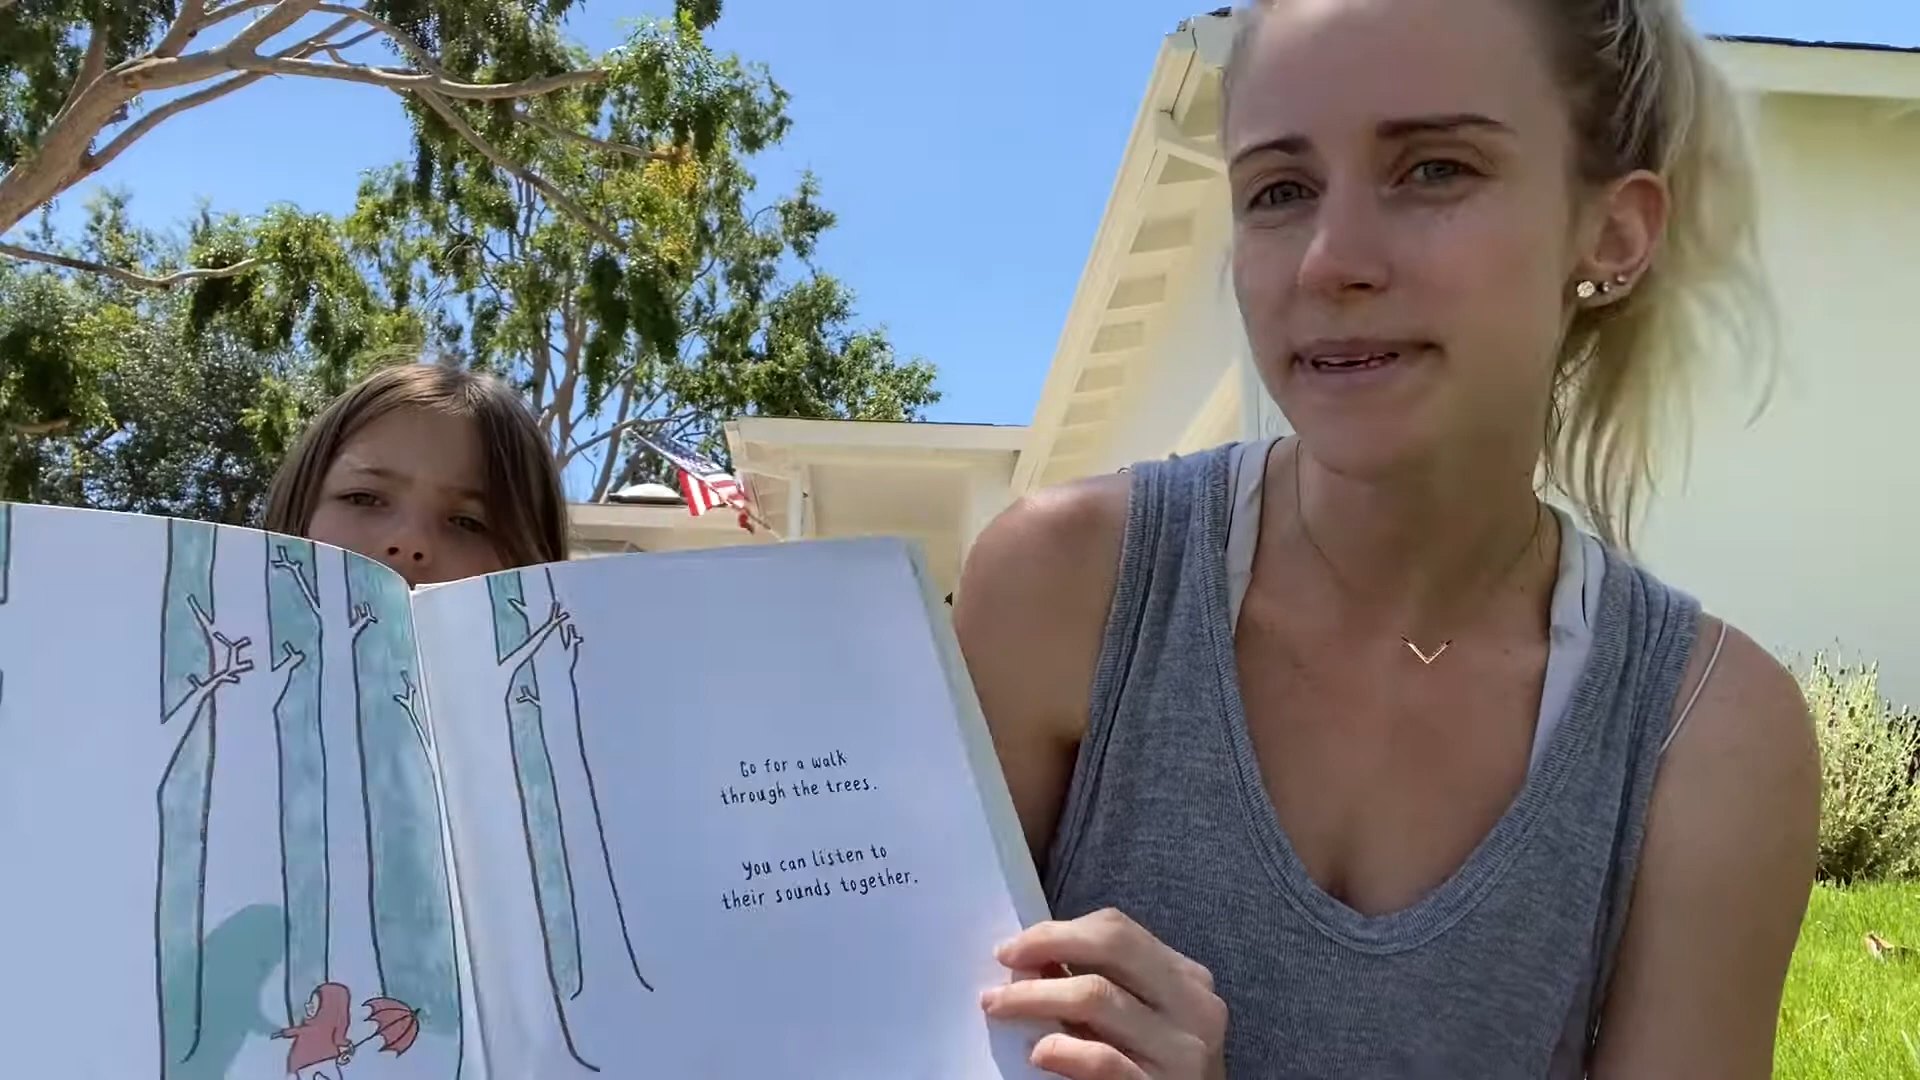 Go for a walk
through the trees.
you can listen to
their sounds together.